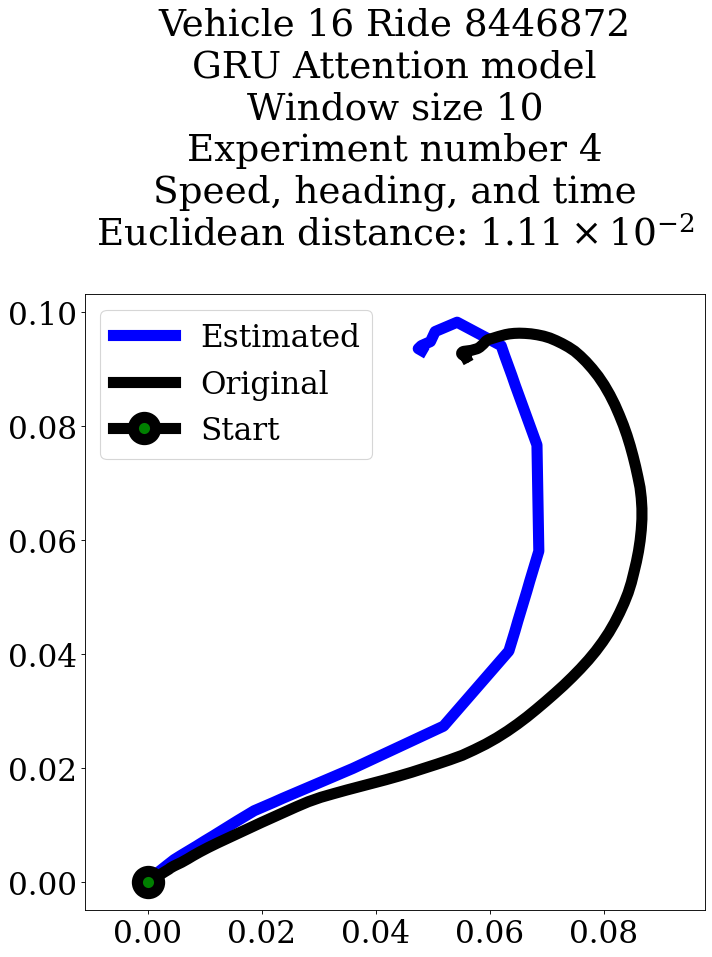 Vehicle 16 Ride 8446872
GRU Attention model
Window size 10
Experiment number 4
Speed, heading, and time
Euclidean distance: 1.11 × 10⁻²
0.10
0.08
0.06
0.04
0.02
0.00
Estimated
Original
Start
0.00 0.02 0.04 0.06 0.08